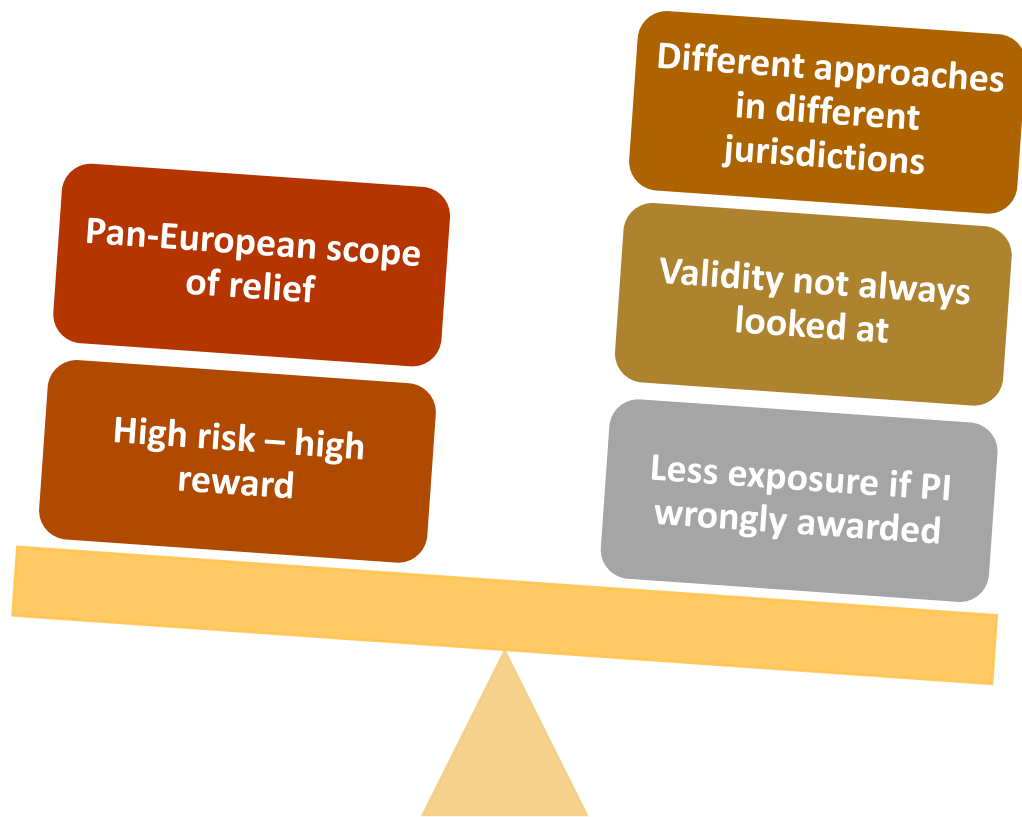 Pan-European scope
of relief
High risk – high
reward
Different approaches
in different
jurisdictions
Validity not always
looked at
Less exposure if PI
wrongly awarded